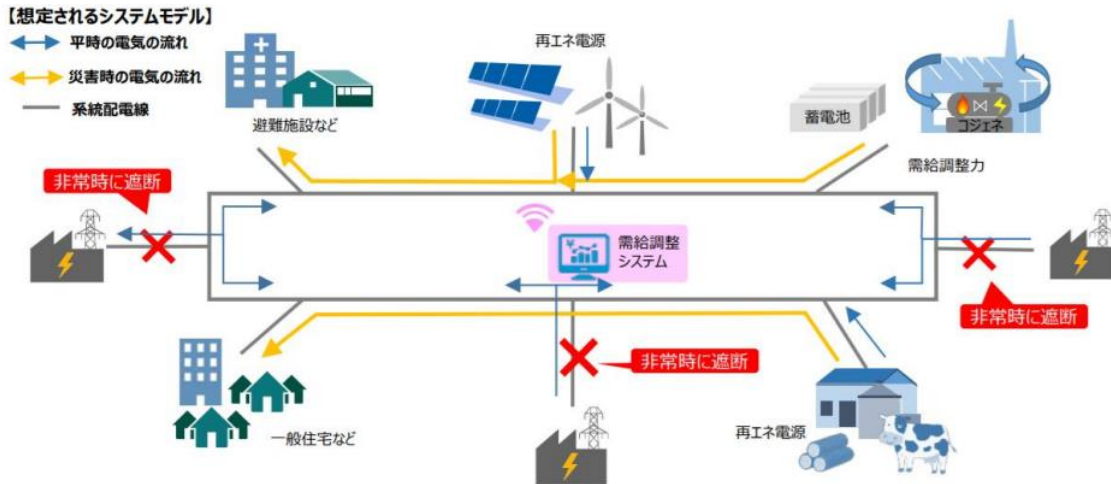 【想定されるシステムモデル】
平時の電気の流れ
災害時の電気の流れ
系統配電線
避難施設など
再エネ電源
蓄電池
コジェネ
需給調整力
非常時に遮断
需給調整
システム
非常時に遮断
非常時に遮断
一般住宅など
再エネ電源